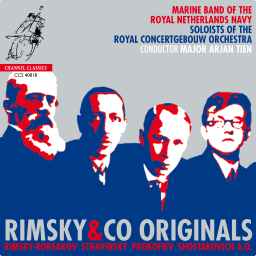 MARINE BAND OF THE
ROYAL NETHERLANDS NAVY
SOLOISTS OF THE
ROYAL CONCERTGEBOUW ORCHESTRA
CONDUCTOR MAJOR ARJAN TIEN
CHANNEL CLASSICS
CCS 40818
RIMSKY&CO ORIGINALS
RIMSKY-KORSAKOV STRAVINSKY PROKOFIEV SHOSTAKOVICH A.O.